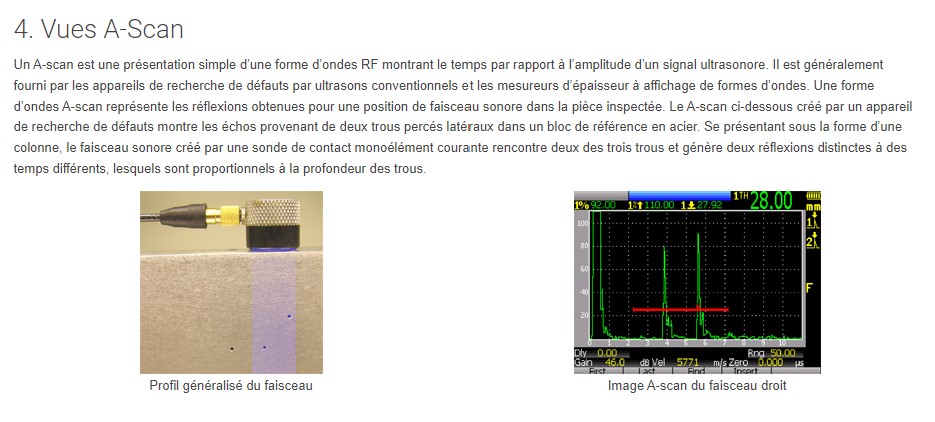 4. Vues A-Scan
Un A-scan est une présentation simple d'une forme d'ondes RF montrant le temps par rapport à l'amplitude d'un signal ultrasonore. Il est généralement
fourni par les appareils de recherche de défauts par ultrasons conventionnels et les mesureurs d'épaisseur à affichage de formes d'ondes. Une forme
d'ondes A-scan représente les réflexions obtenues pour une position de faisceau sonore dans la pièce inspectée. Le A-scan ci-dessous créé par un appareil
de recherche de défauts montre les échos provenant de deux trous percés latéraux dans un bloc de référence en acier. Se présentant sous la forme d'une
colonne, le faisceau sonore créé par une sonde de contact monoélément courante rencontre deux des trois trous et génère deux réflexions distinctes à des
temps différents, lesquels sont proportionnels à la profondeur des trous.
1TH 28.00 mm
1% 92.00 1%↑110.00 1↧27.92
100
80
60
40
20
1
2
F
0 1 2 3 4 5 6 7 8 9 10
Dly 0.00 Rng 50.00
Gain 46.0 dB Vel 5771 m/s Zero 0.000 µs
First Last Find Insert
Profil généralisé du faisceau
Image A-scan du faisceau droit